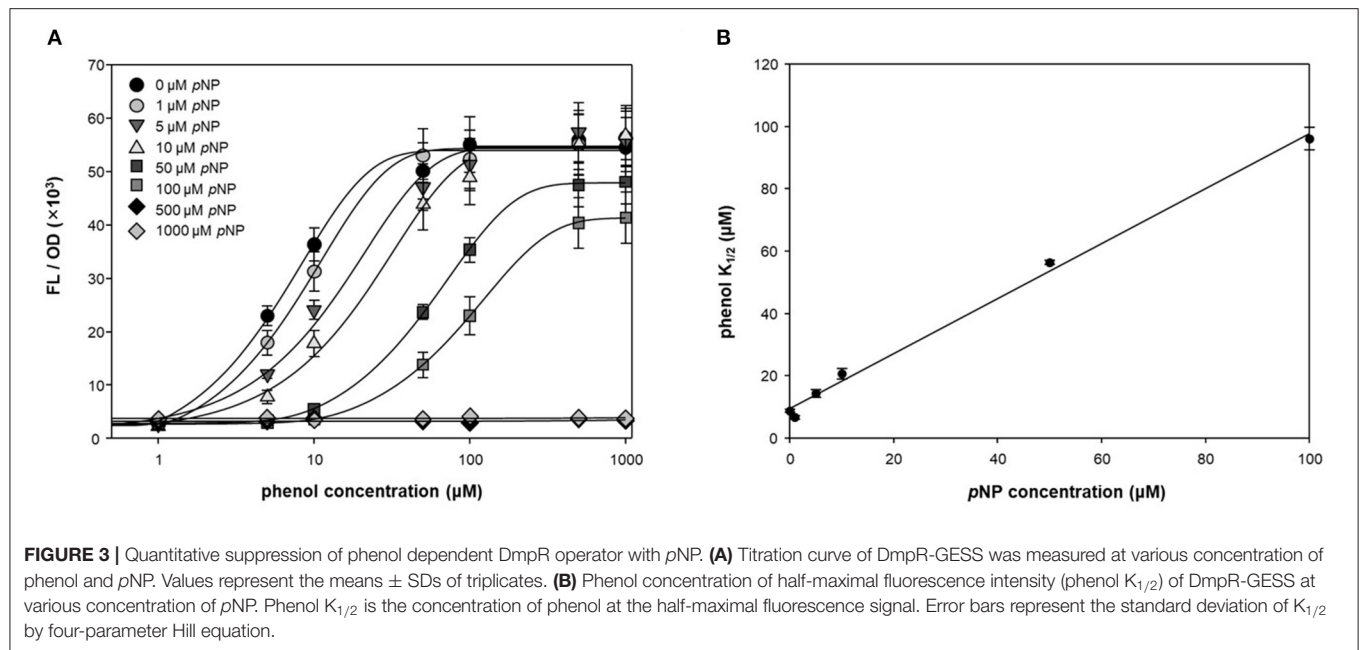 A
70
60
50
40
30
20
10
0
FL / OD (×10³)
0 µM pNP
1 µM pNP
5 µM pNP
10 µM pNP
50 µM pNP
100 µM pNP
500 µM pNP
1000 µM pNP
1 10 100 1000
phenol concentration (µM)
B
120
100
80
60
40
20
0
phenol K1/2 (µM)
0 20 40 60 80 100
pNP concentration (µM)
FIGURE 3 | Quantitative suppression of phenol dependent DmpR operator with pNP. (A) Titration curve of DmpR-GESS was measured at various concentration of
phenol and pNP. Values represent the means ± SDs of triplicates. (B) Phenol concentration of half-maximal fluorescence intensity (phenol K1/2) of DmpR-GESS at
various concentration of pNP. Phenol K1/2 is the concentration of phenol at the half-maximal fluorescence signal. Error bars represent the standard deviation of K1/2
by four-parameter Hill equation.